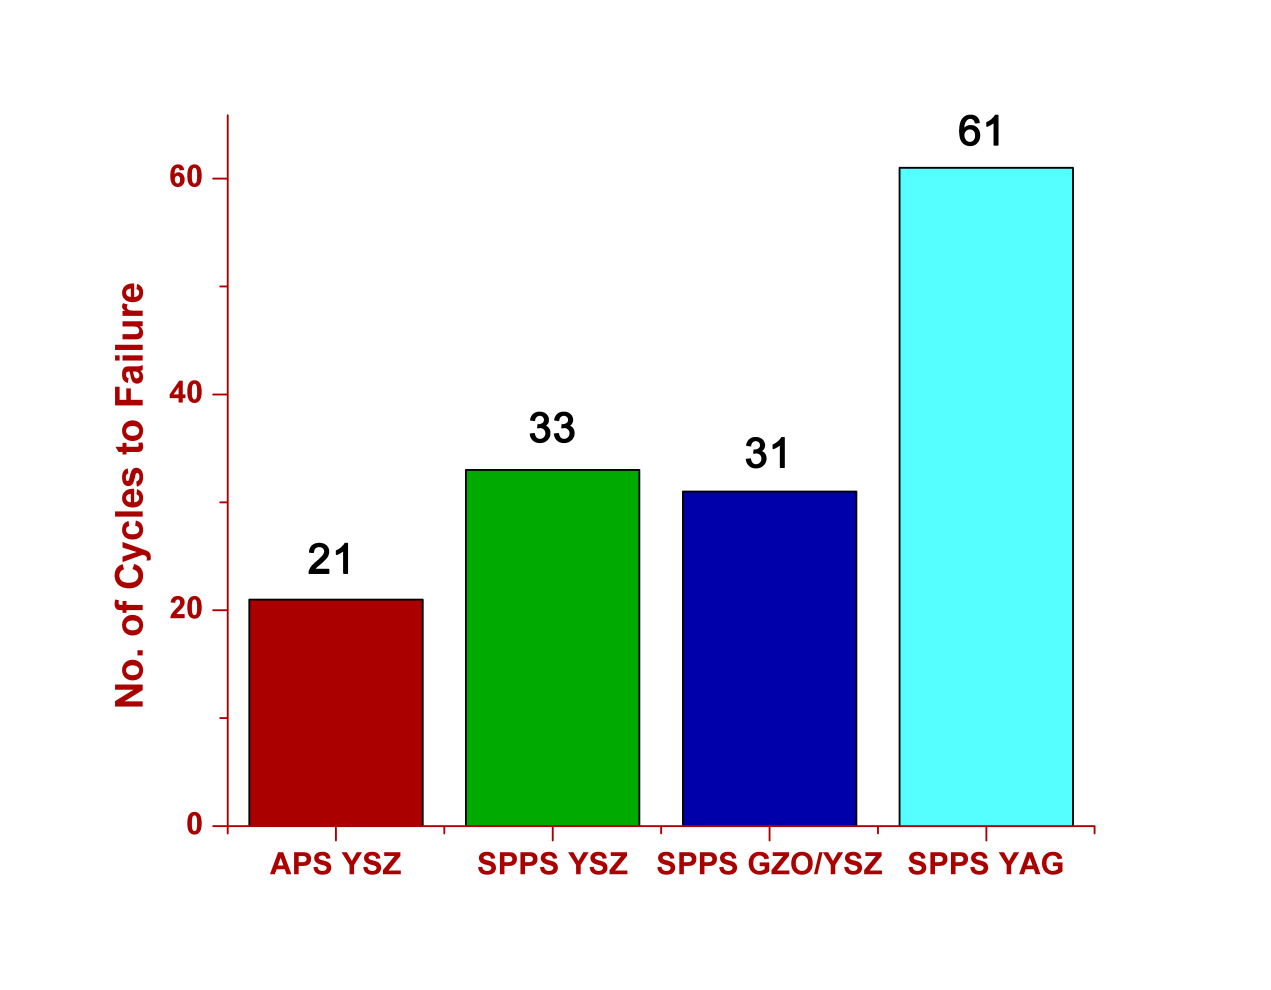 No. of Cycles to Failure
60
40
20
0
21
33
31
61
APS YSZ
SPPS YSZ
SPPS GZO/YSZ
SPPS YAG